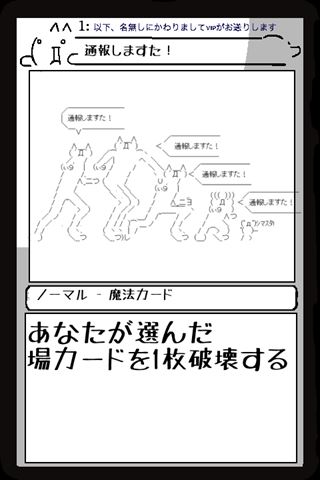 1: 以下、名無しにかわりましてVIPがお送りします
通報しますた！
通報しますた！
通報しますた！
通報しますた！
通報しますた！
シマスタ!
ノーマル - 魔法カード
あなたが選んだ
場カードを1枚破壊する